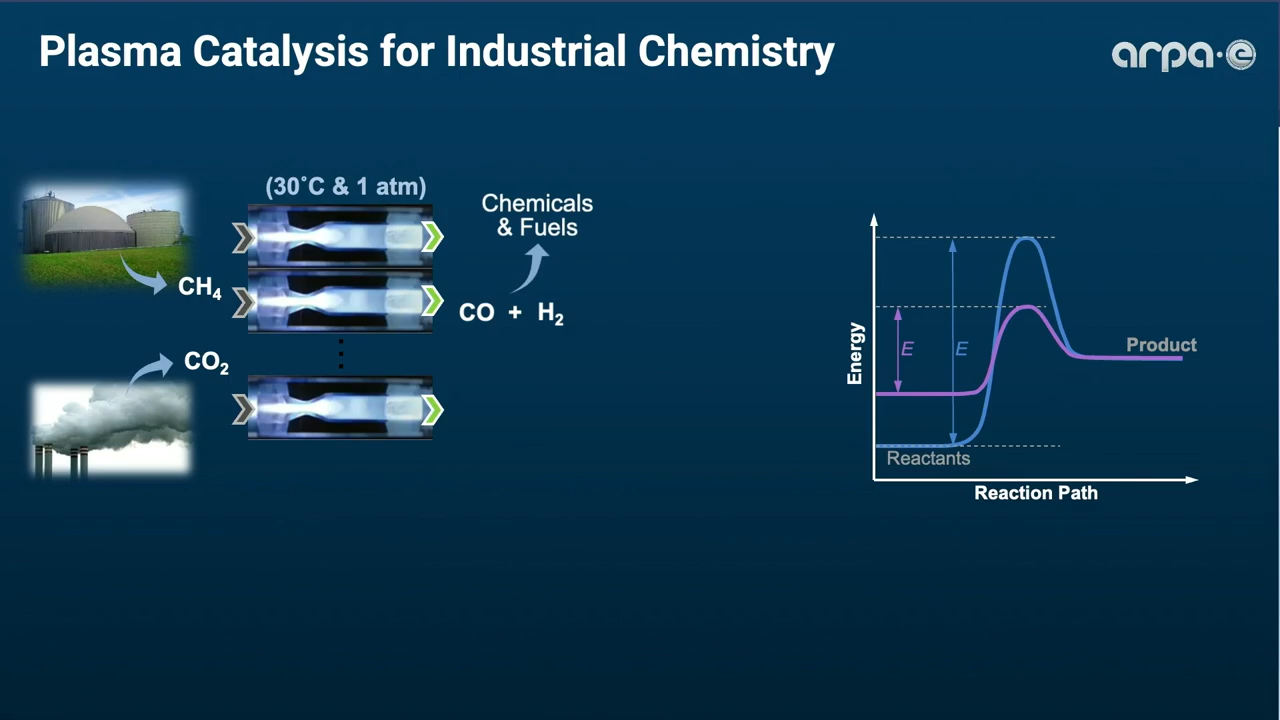 Plasma Catalysis for Industrial Chemistry
arpa·e
(30˚C & 1 atm)
CH₄
CO₂
Chemicals
& Fuels
CO + H₂
Energy
E
E
Product
Reactants
Reaction Path